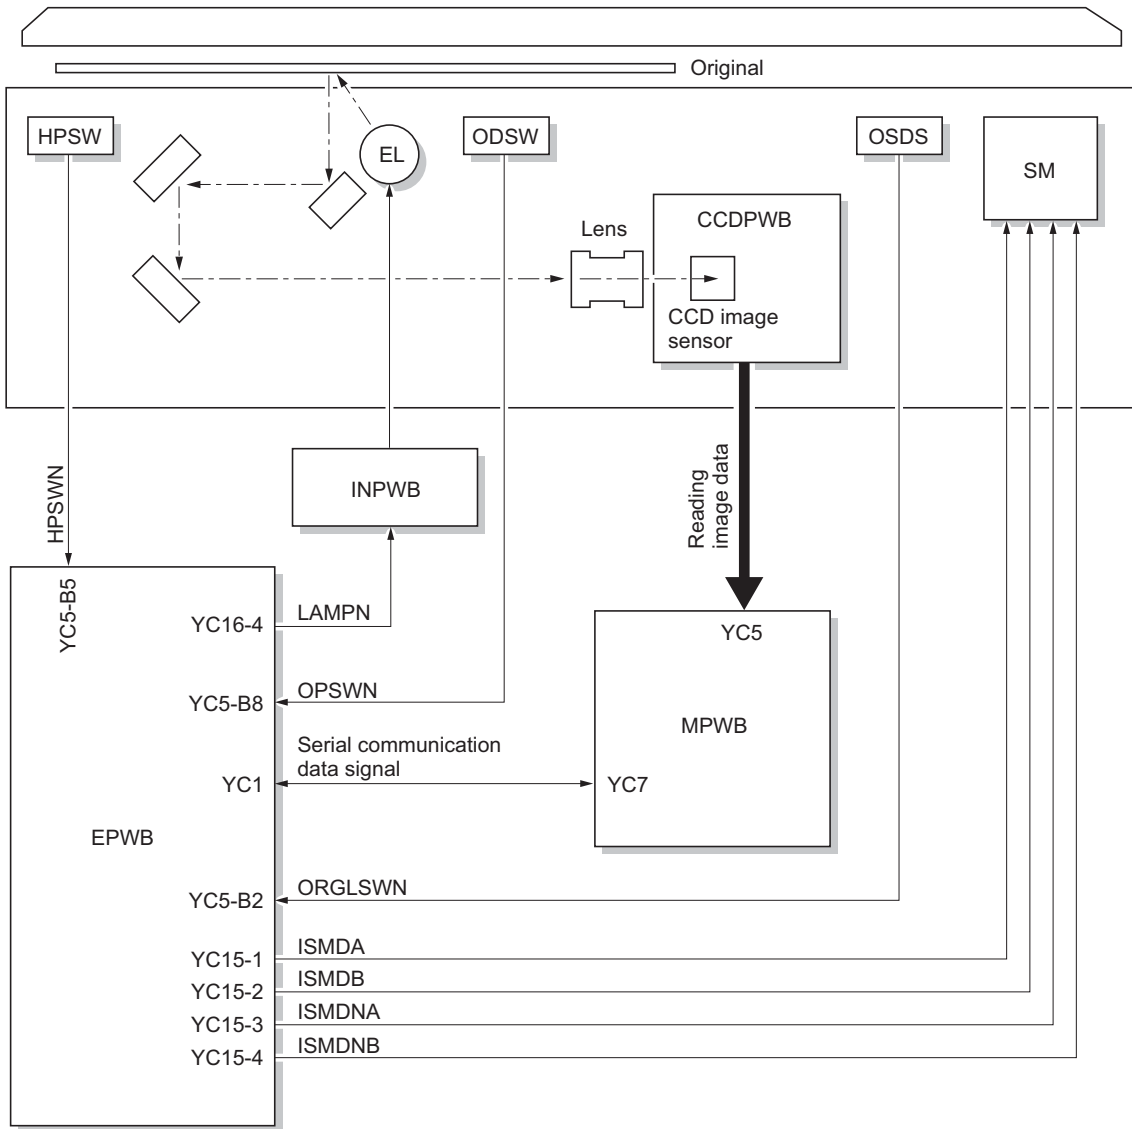 Original
HPSW
EL
ODSW
OSDS
SM
Lens
CCDPWB
CCD image
sensor
HPSWN
INPWB
Reading
image data
YC5-B5
YC16-4
LAMPN
YC5
YC5-B8
OPSWN
MPWB
Serial communication
data signal
YC1
YC7
EPWB
YC5-B2
ORGLSWN
YC15-1
ISMDA
YC15-2
ISMDB
YC15-3
ISMDNA
YC15-4
ISMDNB